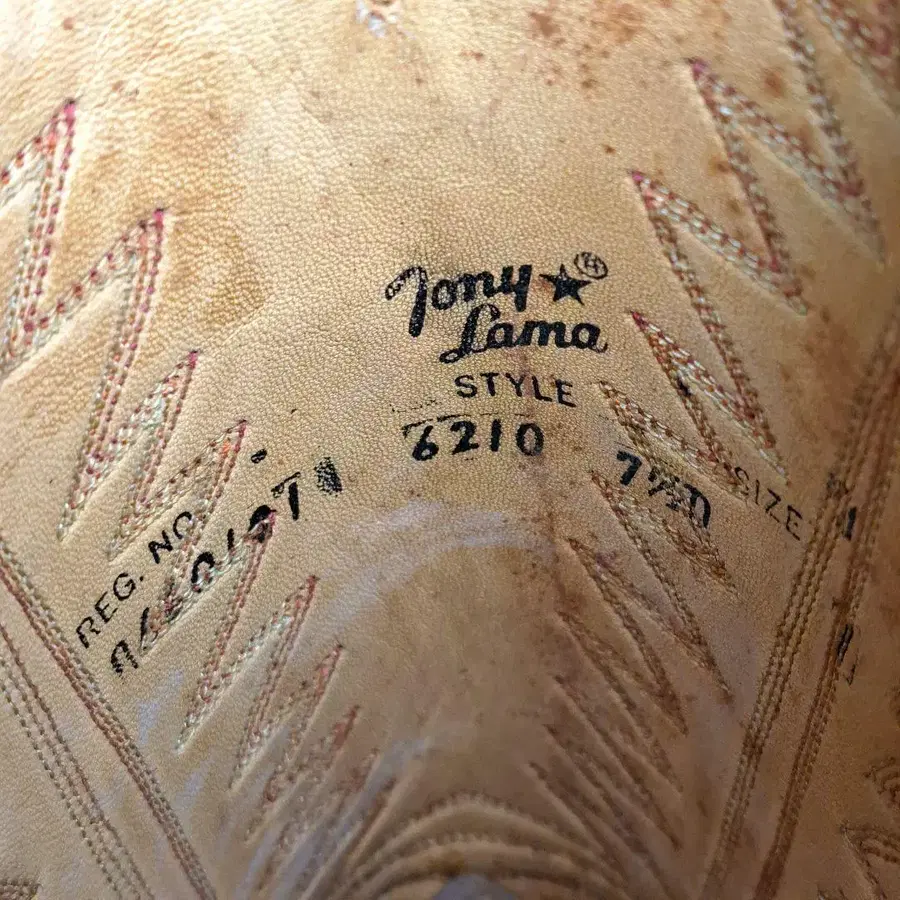 Tony ★ ®
Lama
STYLE
6210
REG. NO.
SIZE
7½D